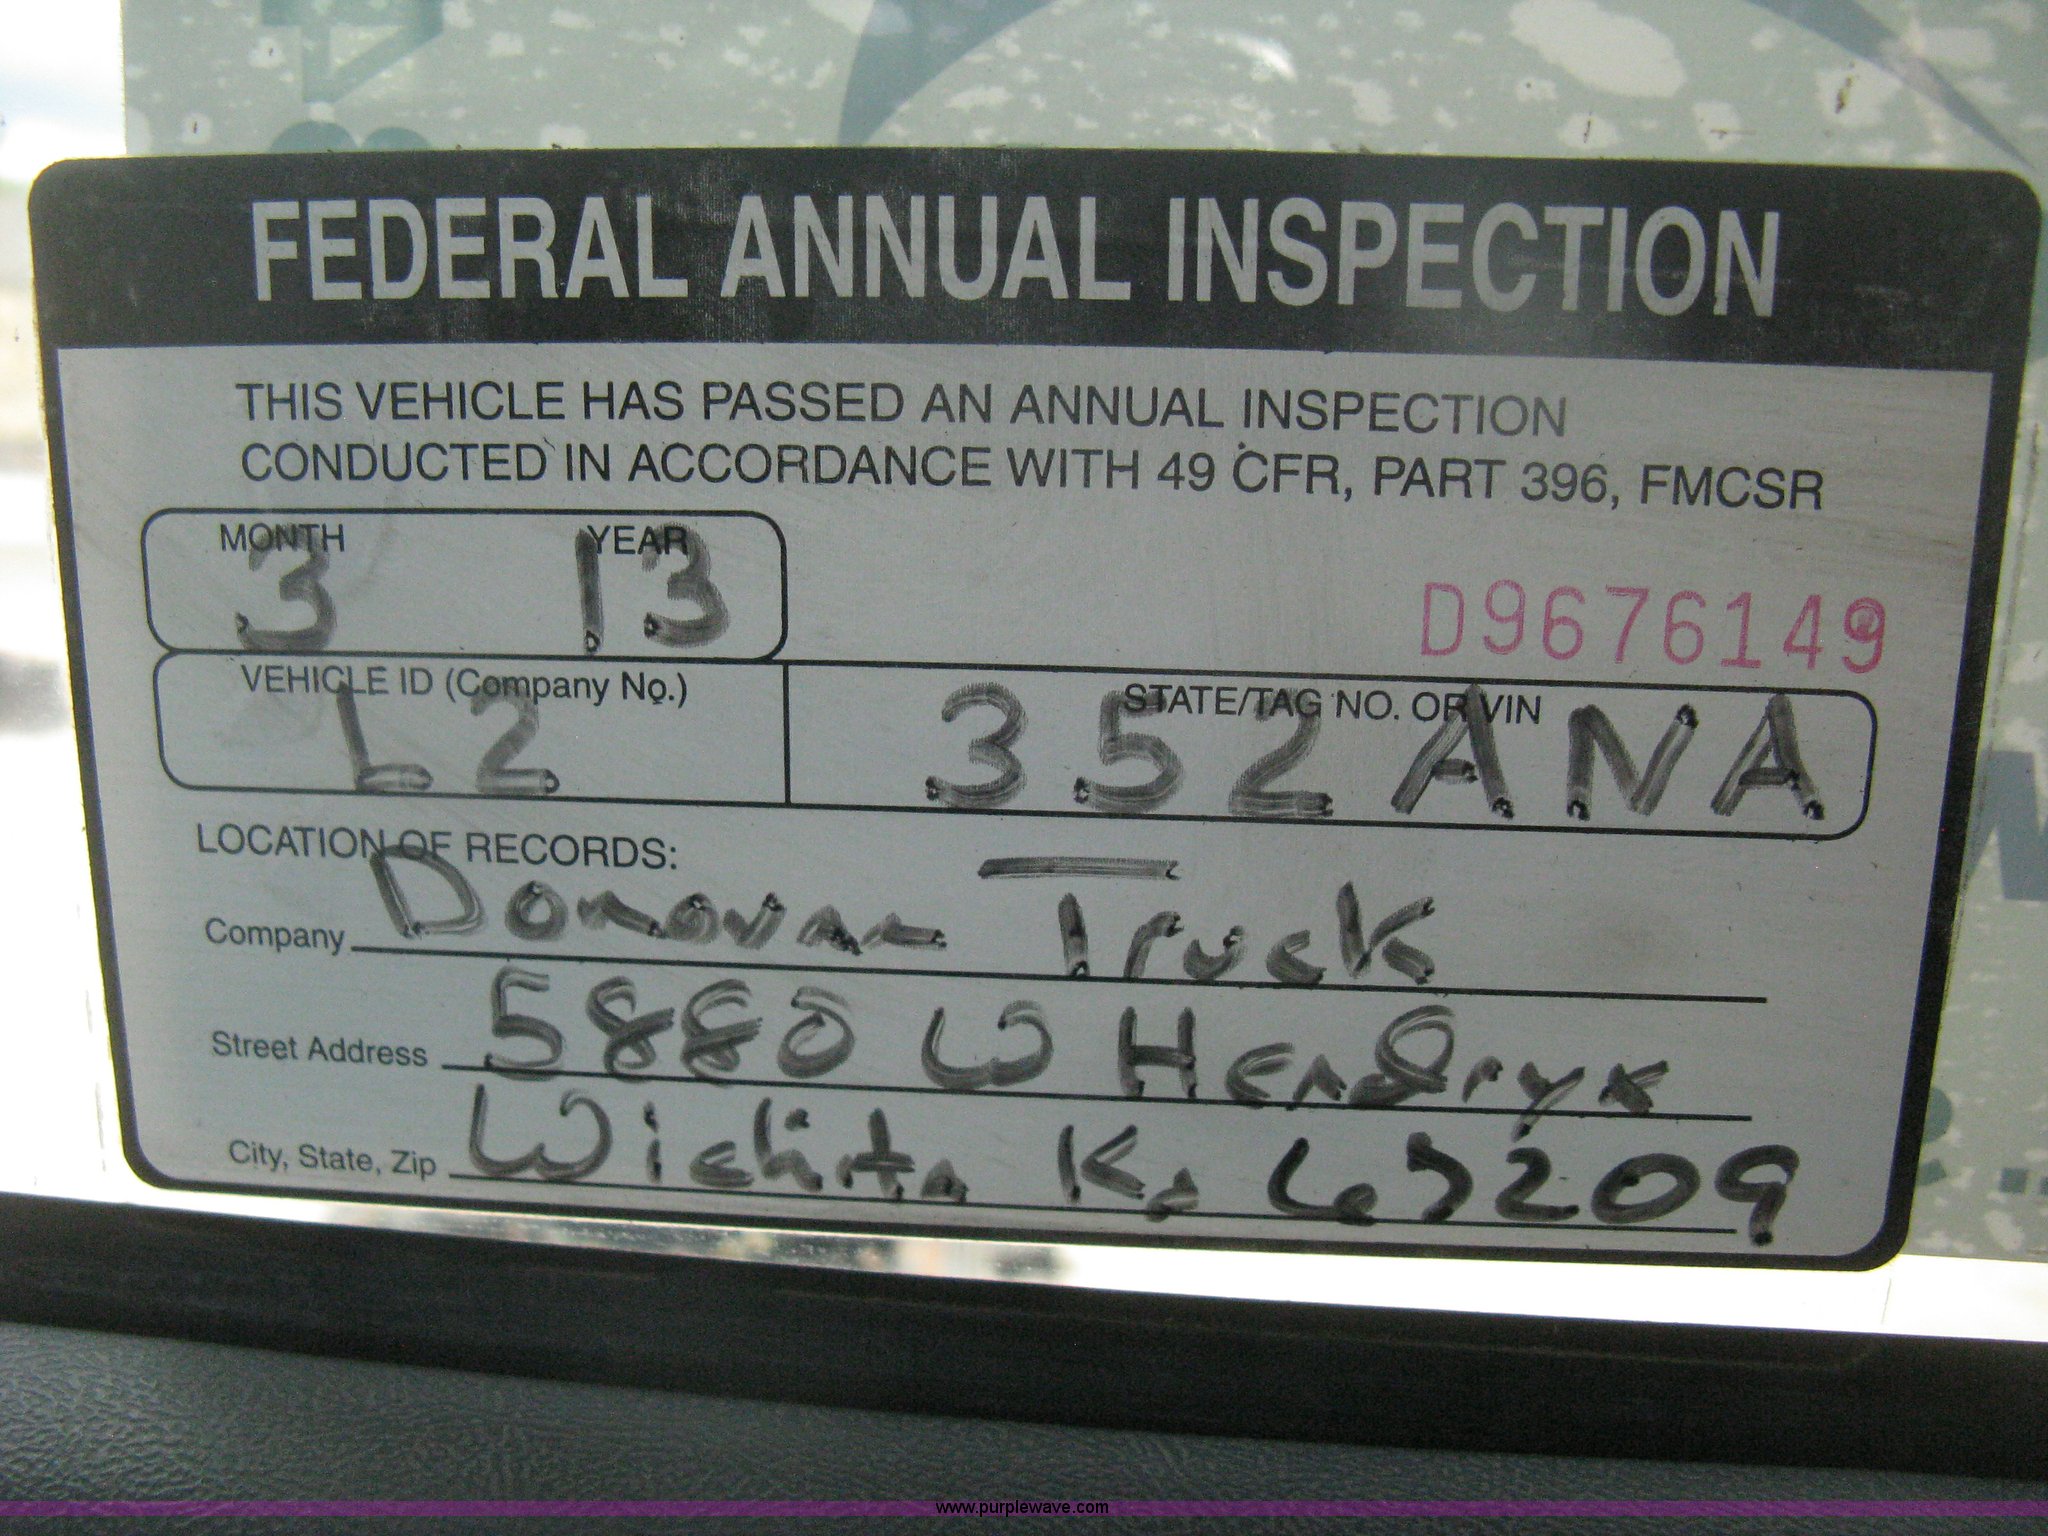 FEDERAL ANNUAL INSPECTION
THIS VEHICLE HAS PASSED AN ANNUAL INSPECTION
CONDUCTED IN ACCORDANCE WITH 49 CFR, PART 396, FMCSR
MONTH YEAR
3 13
D9676149
VEHICLE ID (Company No.) STATE/TAG NO. OR VIN
L2 352ANA
LOCATION OF RECORDS:
Company Donovan Truck
Street Address 5880 W Hendryx
City, State, Zip Wichita Ks 67209
www.purplewave.com